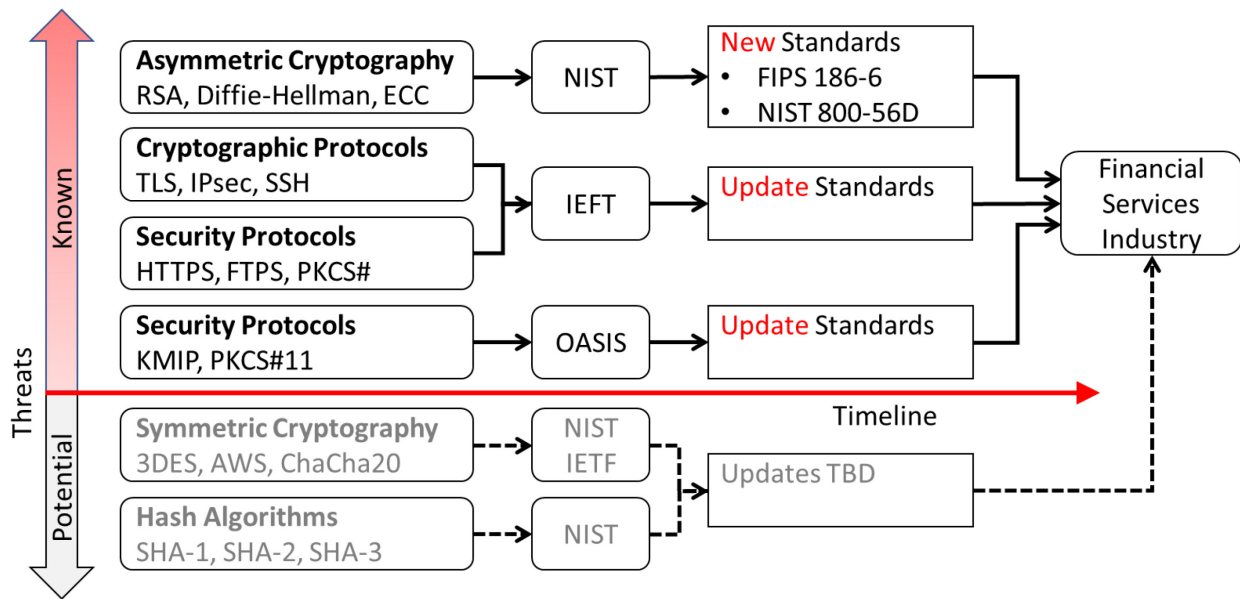 Threats
Known
Potential
Asymmetric Cryptography
RSA, Diffie-Hellman, ECC
NIST
New Standards
• FIPS 186-6
• NIST 800-56D
Cryptographic Protocols
TLS, IPsec, SSH
Security Protocols
HTTPS, FTPS, PKCS#
IEFT
Update Standards
Financial
Services
Industry
Security Protocols
KMIP, PKCS#11
OASIS
Update Standards
Timeline
Symmetric Cryptography
3DES, AWS, ChaCha20
NIST
IETF
Updates TBD
Hash Algorithms
SHA-1, SHA-2, SHA-3
NIST